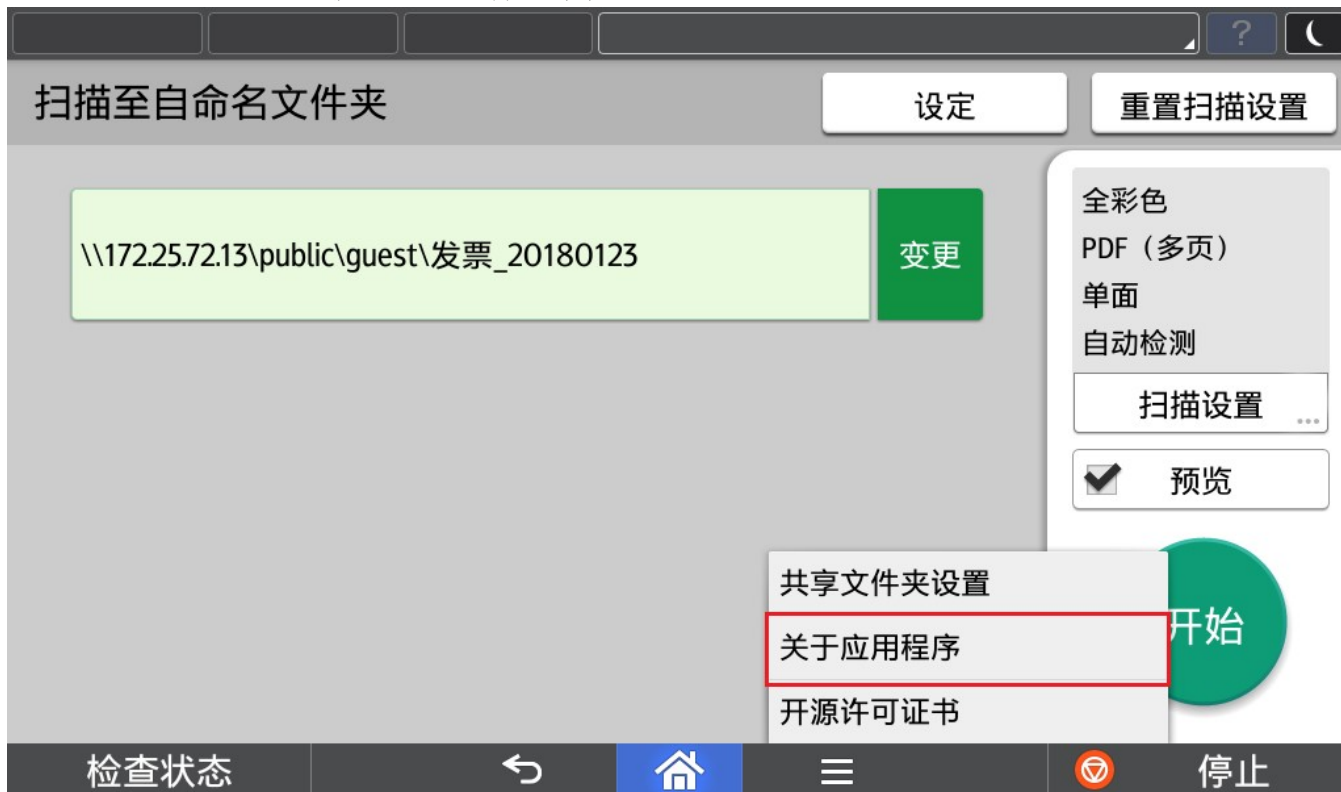 ?
扫描至自命名文件夹
设定
重置扫描设置
\\172.25.72.13\public\guest\发票_20180123
变更
全彩色
PDF（多页）
单面
自动检测
扫描设置 ...
预览
共享文件夹设置
关于应用程序
开源许可证书
开始
检查状态
停止